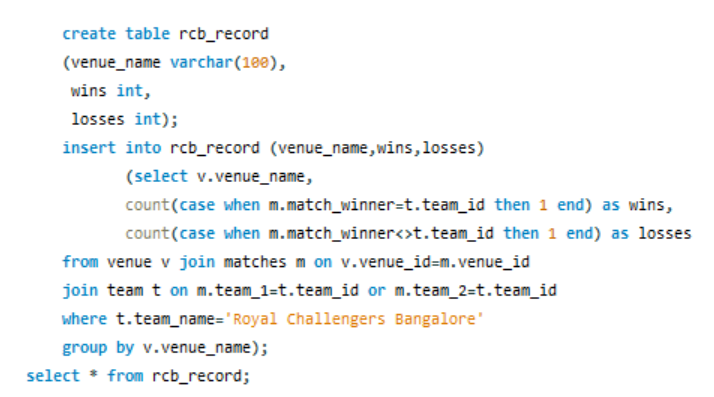 create table rcb_record
(venue_name varchar(100),
wins int,
losses int);
insert into rcb_record (venue_name,wins,losses)
(select v.venue_name,
count(case when m.match_winner=t.team_id then 1 end) as wins,
count(case when m.match_winner<>t.team_id then 1 end) as losses
from venue v join matches m on v.venue_id=m.venue_id
join team t on m.team_1=t.team_id or m.team_2=t.team_id
where t.team_name='Royal Challengers Bangalore'
group by v.venue_name);
select * from rcb_record;